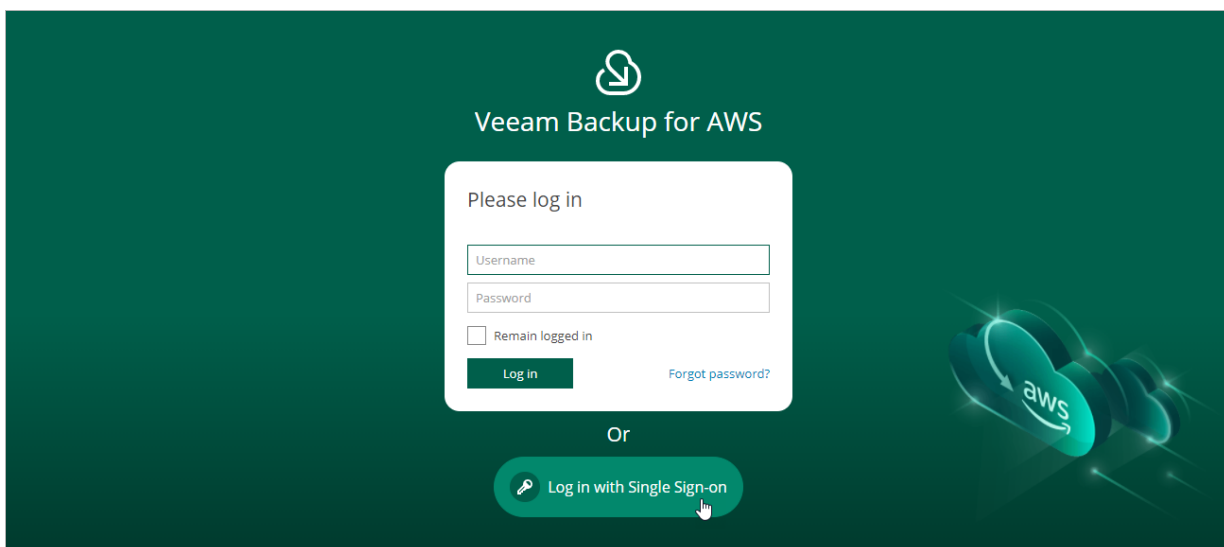 Veeam Backup for AWS
Please log in
Username
Password
Remain logged in
Log in
Forgot password?
Or
Log in with Single Sign-on
aws